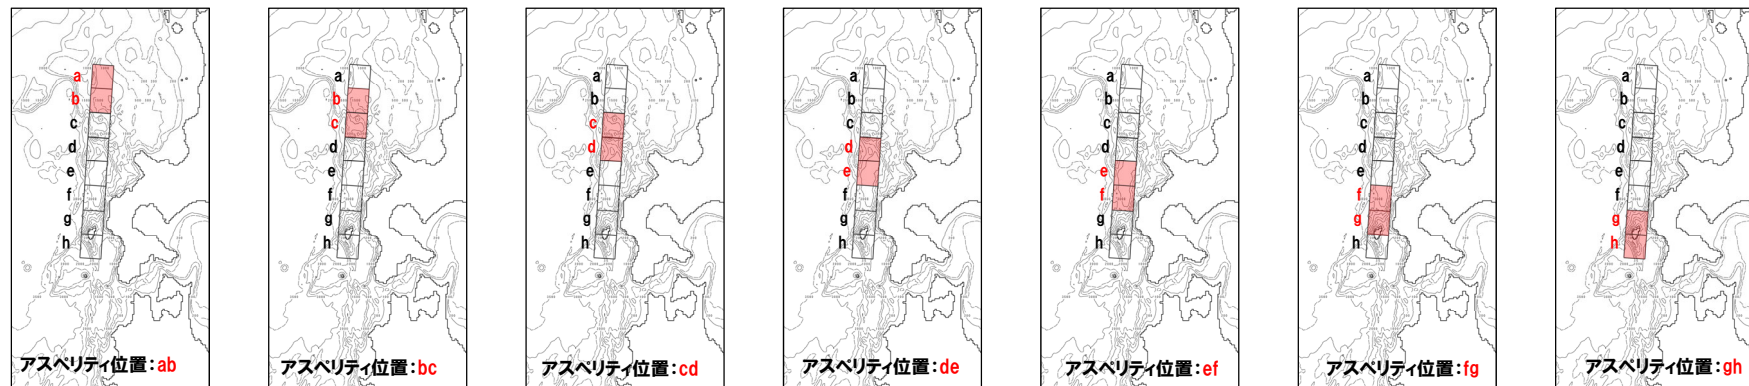 a
b
c
d
e
f
g
h
アスペリティ位置:ab
a
b
c
d
e
f
g
h
アスペリティ位置:bc
a
b
c
d
e
f
g
h
アスペリティ位置:cd
a
b
c
d
e
f
g
h
アスペリティ位置:de
a
b
c
d
e
f
g
h
アスペリティ位置:ef
a
b
c
d
e
f
g
h
アスペリティ位置:fg
a
b
c
d
e
f
g
h
アスペリティ位置:gh